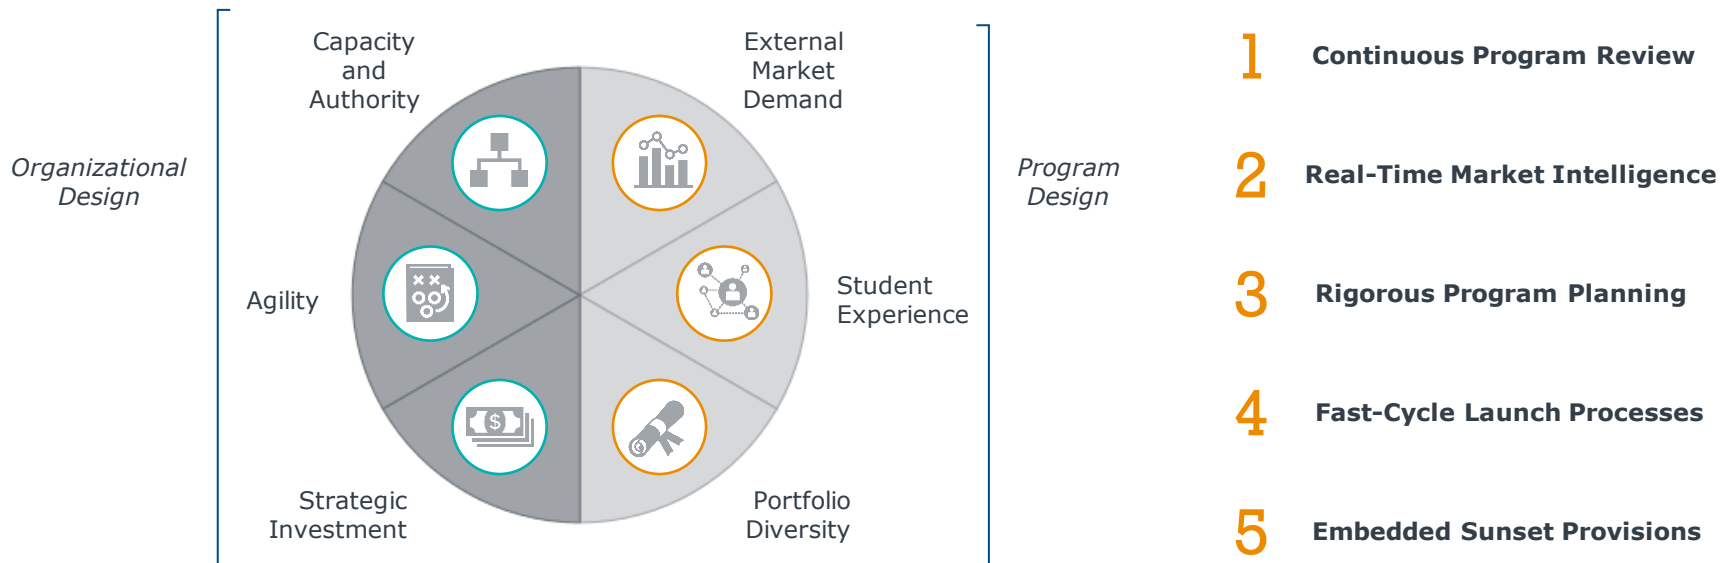 Organizational
Design
Capacity
and
Authority
Agility
Strategic
Investment
External
Market
Demand
Student
Experience
Portfolio
Diversity
Program
Design
1 Continuous Program Review
2 Real-Time Market Intelligence
3 Rigorous Program Planning
4 Fast-Cycle Launch Processes
5 Embedded Sunset Provisions